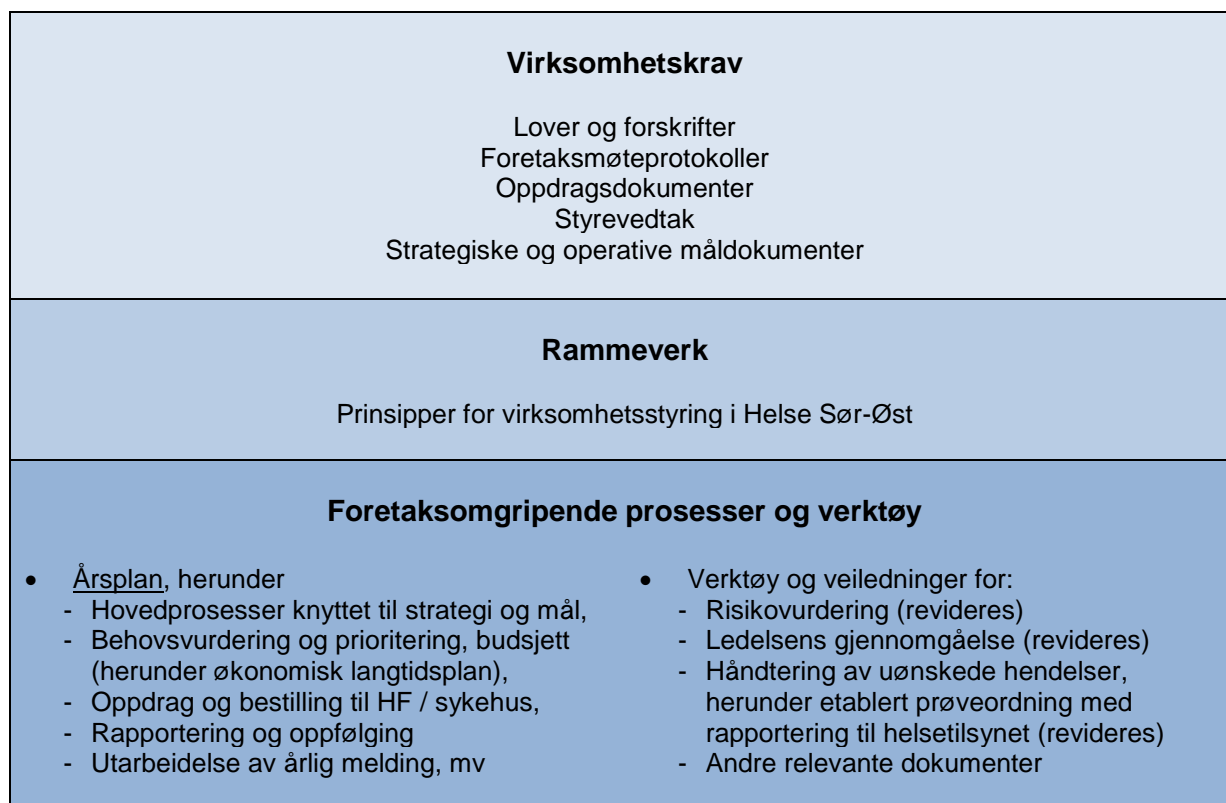 Virksomhetskrav
Lover og forskrifter
Foretaksmøteprotokoller
Oppdragsdokumenter
Styrevedtak
Strategiske og operative måldokumenter
Rammeverk
Prinsipper for virksomhetsstyring i Helse Sør-Øst
Foretaksomgripende prosesser og verktøy
• Årsplan, herunder
- Hovedprosesser knyttet til strategi og mål,
- Behovsvurdering og prioritering, budsjett
(herunder økonomisk langtidsplan),
- Oppdrag og bestilling til HF / sykehus,
- Rapportering og oppfølging
- Utarbeidelse av årlig melding, mv
• Verktøy og veiledninger for:
- Risikovurdering (revideres)
- Ledelsens gjennomgåelse (revideres)
- Håndtering av uønskede hendelser,
herunder etablert prøveordning med
rapportering til helsetilsynet (revideres)
- Andre relevante dokumenter